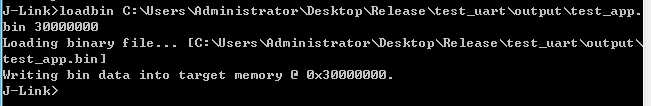 J-Link>loadbin C:\Users\Administrator\Desktop\Release\test_uart\output\test_app.
bin 30000000
Loading binary file... [C:\Users\Administrator\Desktop\Release\test_uart\output\
test_app.bin]
Writing bin data into target memory @ 0x30000000.
J-Link>